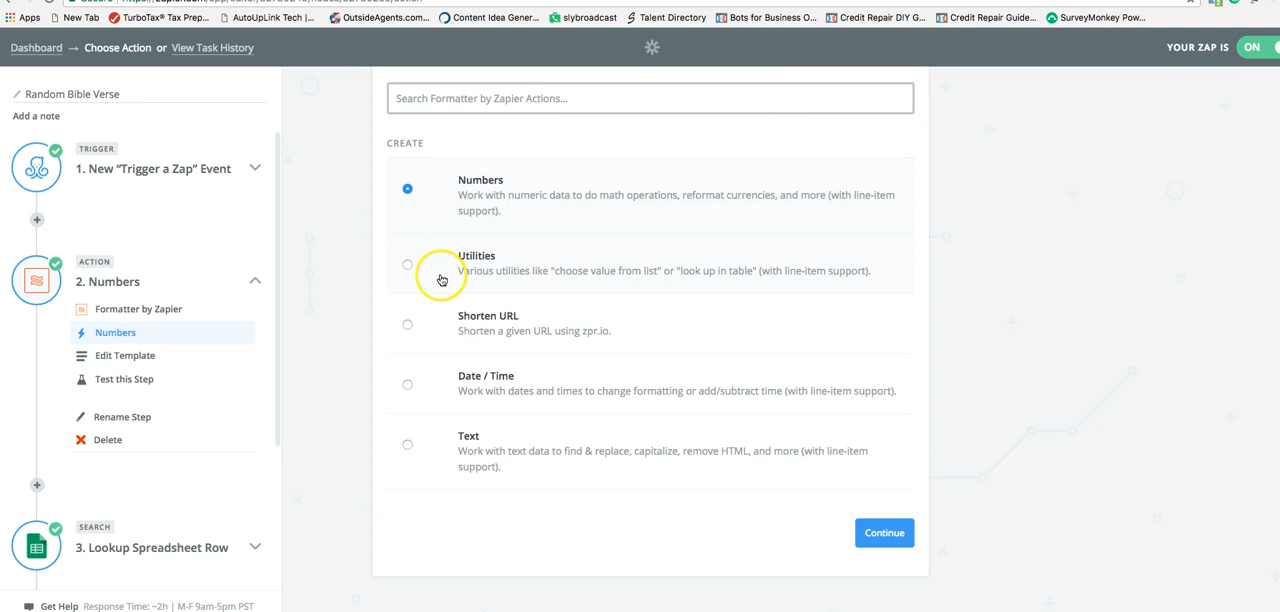 Apps
New Tab
TurboTax® Tax Prep...
AutoUpLink Tech |...
OutsideAgents.com...
Content Idea Gener...
slybroadcast
Talent Directory
Bots for Business O...
Credit Repair DIY G...
Credit Repair Guide...
SurveyMonkey Pow...
Dashboard → Choose Action or View Task History
YOUR ZAP IS ON
Random Bible Verse
Add a note
TRIGGER
1. New “Trigger a Zap” Event
ACTION
2. Numbers
Formatter by Zapier
Numbers
Edit Template
Test this Step
Rename Step
Delete
SEARCH
3. Lookup Spreadsheet Row
Get Help Response Time: ~2h | M-F 9am-5pm PST
Search Formatter by Zapier Actions...
CREATE
Numbers
Work with numeric data to do math operations, reformat currencies, and more (with line-item
support).
Utilities
Various utilities like "choose value from list" or "look up in table" (with line-item support).
Shorten URL
Shorten a given URL using zpr.io.
Date / Time
Work with dates and times to change formatting or add/subtract time (with line-item support).
Text
Work with text data to find & replace, capitalize, remove HTML, and more (with line-item
support).
Continue